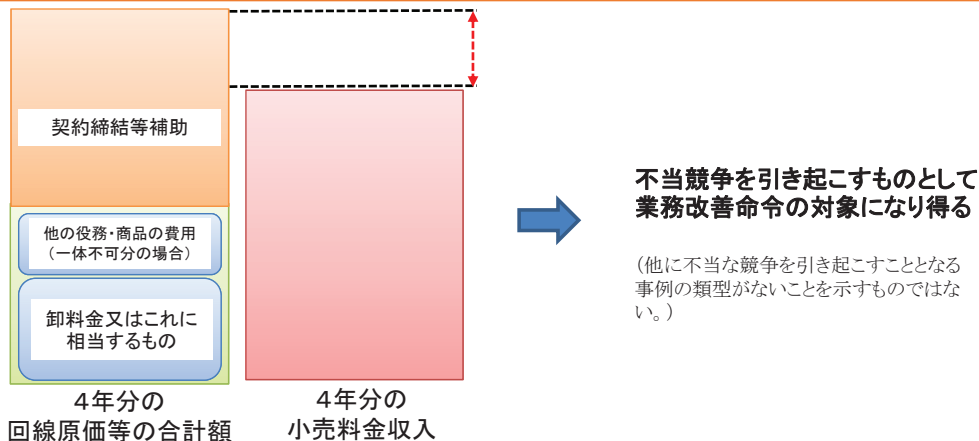 契約締結等補助
他の役務・商品の費用
（一体不可分の場合）
卸料金又はこれに
相当するもの
４年分の
回線原価等の合計額
４年分の
小売料金収入
不当競争を引き起こすものとして
業務改善命令の対象になり得る
（他に不当な競争を引き起こすこととなる
事例の類型がないことを示すものではな
い。）